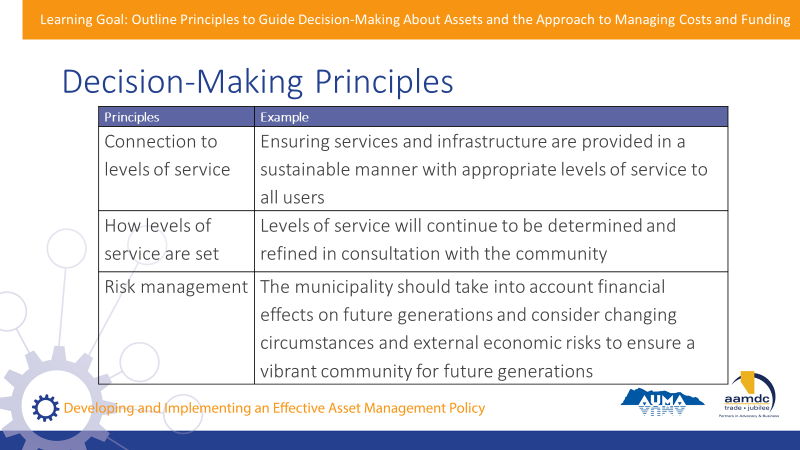 Learning Goal: Outline Principles to Guide Decision-Making About Assets and the Approach to Managing Costs and Funding
Decision-Making Principles
Principles
Example
Connection to
levels of service
Ensuring services and infrastructure are provided in a
sustainable manner with appropriate levels of service to
all users
How levels of
service are set
Levels of service will continue to be determined and
refined in consultation with the community
Risk management
The municipality should take into account financial
effects on future generations and consider changing
circumstances and external economic risks to ensure a
vibrant community for future generations
Developing and Implementing an Effective Asset Management Policy
AUMA
aamdc
trade • jubilee
Partners in Advocacy & Business